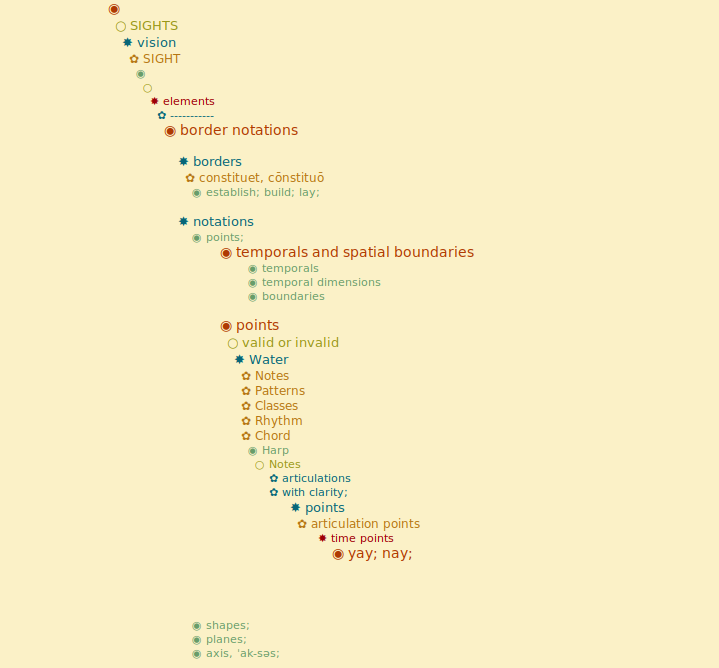 SIGHTS
vision
SIGHT
elements
-----------
border notations
borders
constituet, cōnstituō
establish; build; lay;
notations
points;
temporals and spatial boundaries
temporals
temporal dimensions
boundaries
points
valid or invalid
Water
Notes
Patterns
Classes
Rhythm
Chord
Harp
Notes
articulations
with clarity;
points
articulation points
time points
yay; nay;
shapes;
planes;
axis, ˈak-səs;